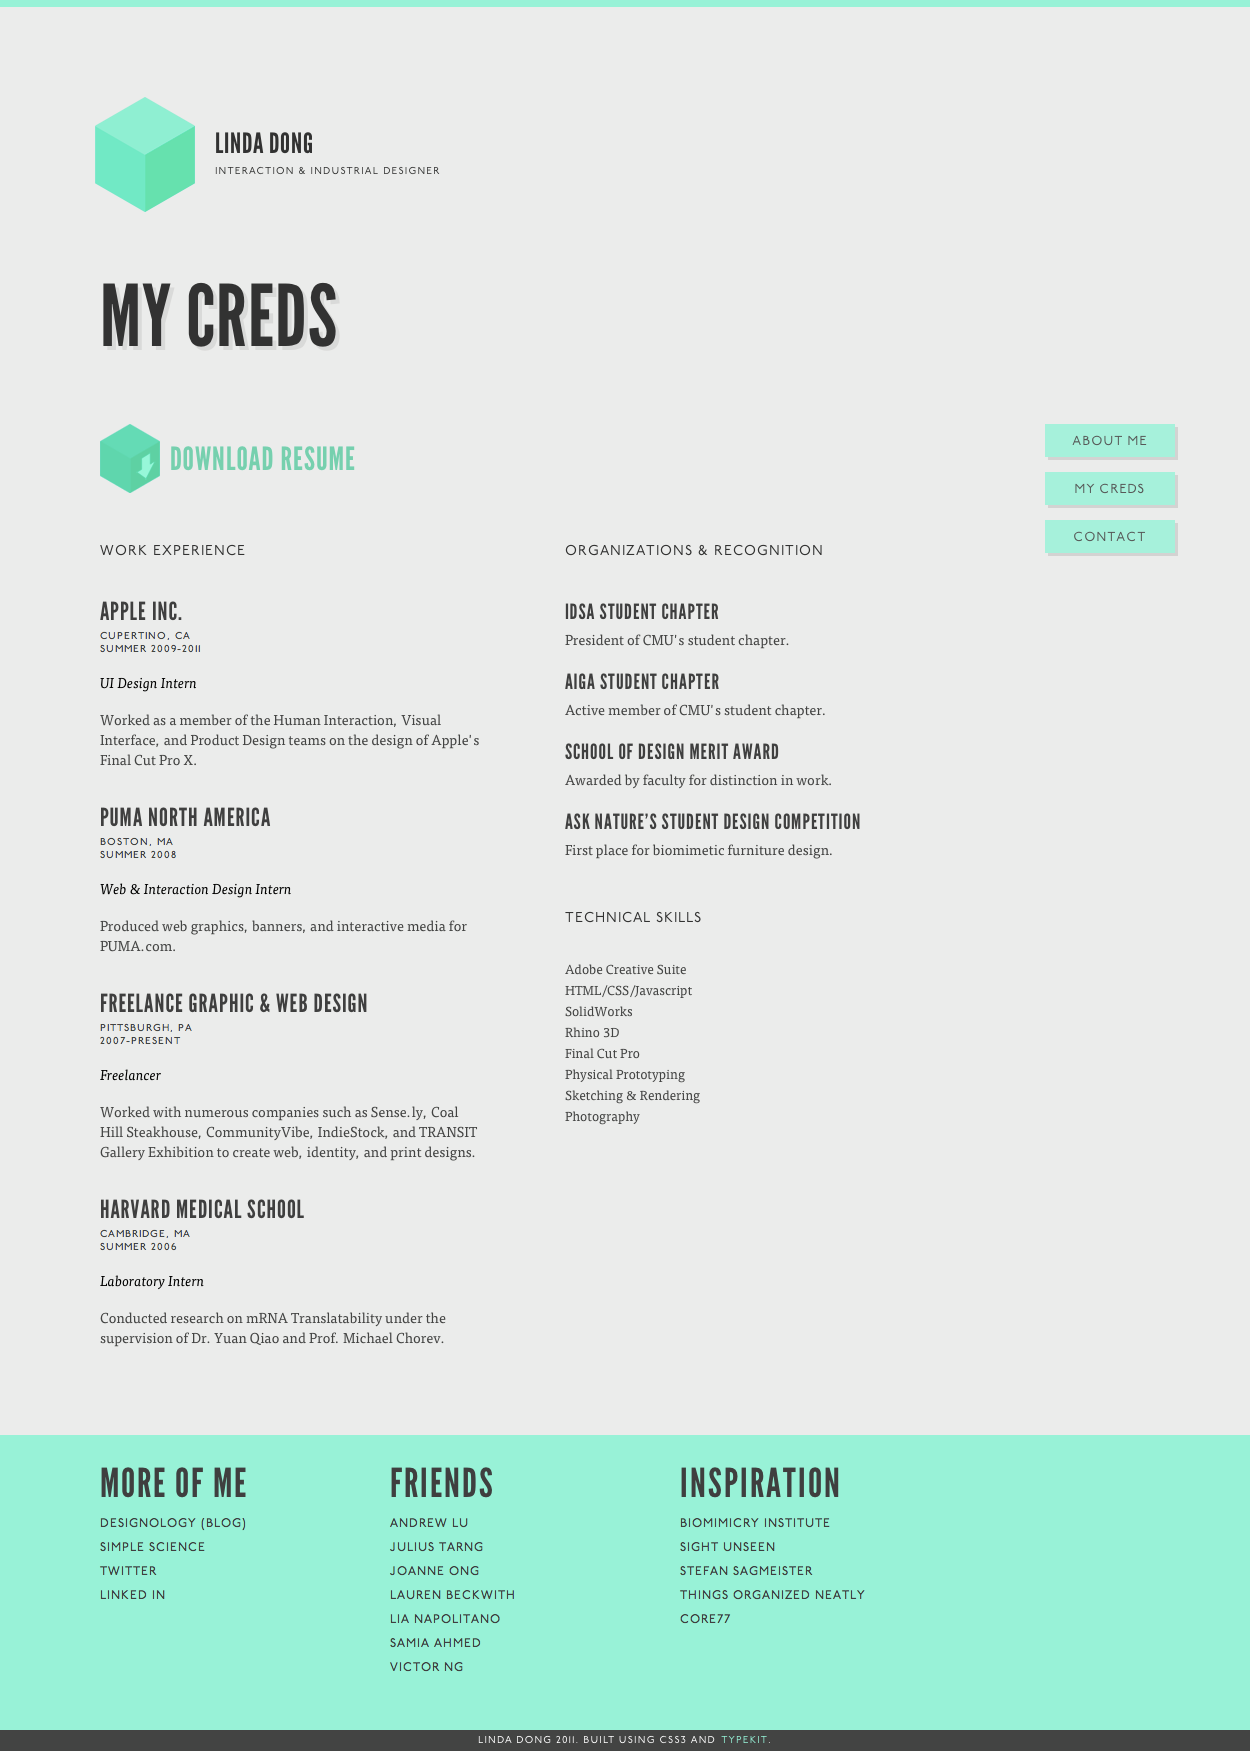 LINDA DONG
INTERACTION & INDUSTRIAL DESIGNER
MY CREDS
DOWNLOAD RESUME
ABOUT ME
MY CREDS
CONTACT
WORK EXPERIENCE
APPLE INC.
CUPERTINO, CA
SUMMER 2009-2011
UI Design Intern
Worked as a member of the Human Interaction, Visual
Interface, and Product Design teams on the design of Apple's
Final Cut Pro X.
PUMA NORTH AMERICA
BOSTON, MA
SUMMER 2008
Web & Interaction Design Intern
Produced web graphics, banners, and interactive media for
PUMA.com.
FREELANCE GRAPHIC & WEB DESIGN
PITTSBURGH, PA
2007-PRESENT
Freelancer
Worked with numerous companies such as Sense.ly, Coal
Hill Steakhouse, CommunityVibe, IndieStock, and TRANSIT
Gallery Exhibition to create web, identity, and print designs.
HARVARD MEDICAL SCHOOL
CAMBRIDGE, MA
SUMMER 2006
Laboratory Intern
Conducted research on mRNA Translatability under the
supervision of Dr. Yuan Qiao and Prof. Michael Chorev.
ORGANIZATIONS & RECOGNITION
IDSA STUDENT CHAPTER
President of CMU's student chapter.
AIGA STUDENT CHAPTER
Active member of CMU's student chapter.
SCHOOL OF DESIGN MERIT AWARD
Awarded by faculty for distinction in work.
ASK NATURE'S STUDENT DESIGN COMPETITION
First place for biomimetic furniture design.
TECHNICAL SKILLS
Adobe Creative Suite
HTML/CSS/Javascript
SolidWorks
Rhino 3D
Final Cut Pro
Physical Prototyping
Sketching & Rendering
Photography
MORE OF ME
DESIGNOLOGY (BLOG)
SIMPLE SCIENCE
TWITTER
LINKED IN
FRIENDS
ANDREW LU
JULIUS TARNG
JOANNE ONG
LAUREN BECKWITH
LIA NAPOLITANO
SAMIA AHMED
VICTOR NG
INSPIRATION
BIOMIMICRY INSTITUTE
SIGHT UNSEEN
STEFAN SAGMEISTER
THINGS ORGANIZED NEATLY
CORE77
LINDA DONG 2011. BUILT USING CSS3 AND TYPEKIT.